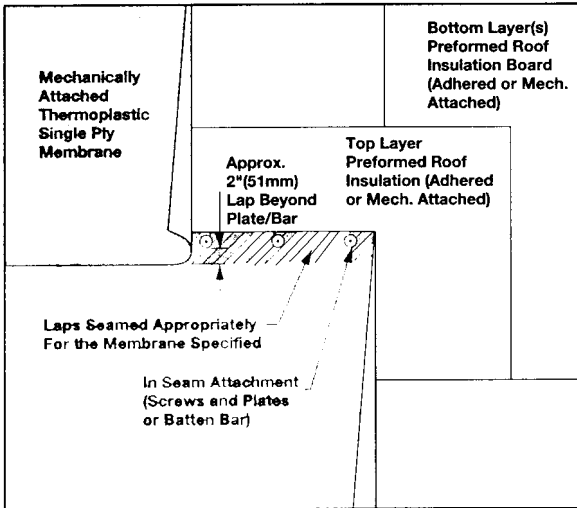 Mechanically
Attached
Thermoplastic
Single Ply
Membrane
Bottom Layer(s)
Preformed Roof
Insulation Board
(Adhered or Mech.
Attached)
Approx.
2"(51mm)
Lap Beyond
Plate/Bar
Top Layer
Preformed Roof
Insulation (Adhered
or Mech. Attached)
Laps Seamed Appropriately
For the Membrane Specified
In Seam Attachment
(Screws and Plates
or Batten Bar)